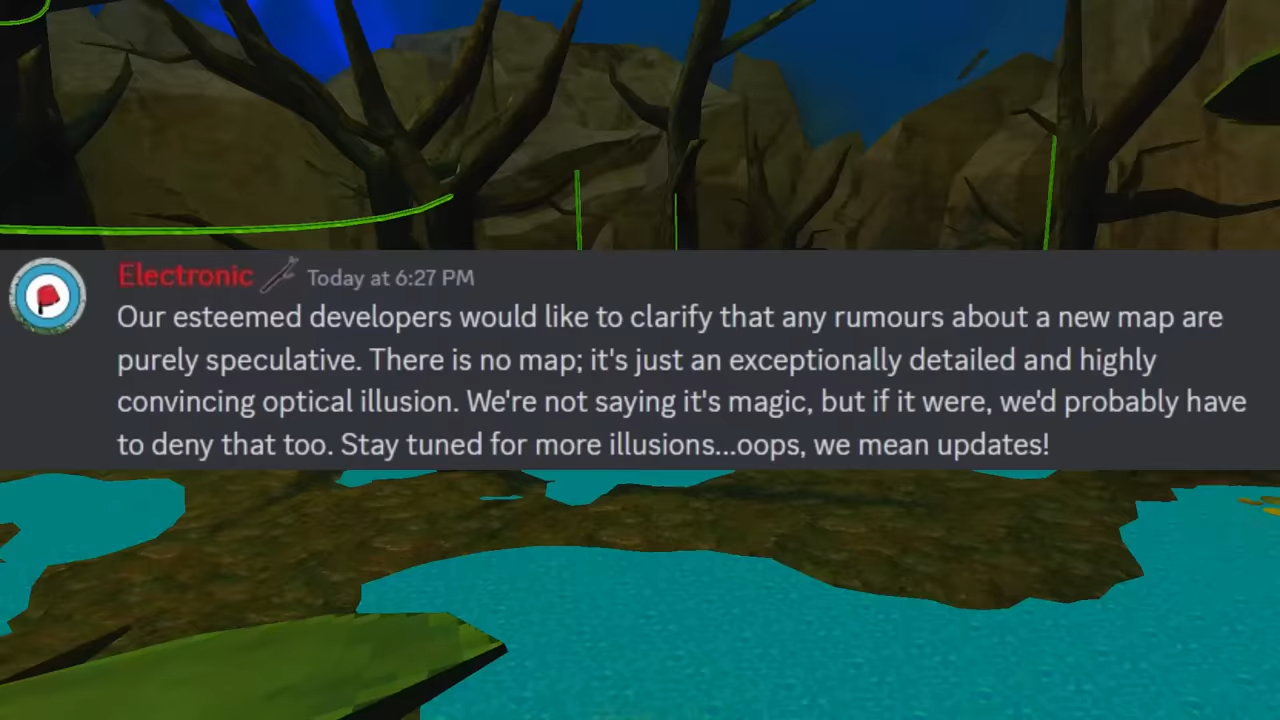 Electronic Today at 6:27 PM
Our esteemed developers would like to clarify that any rumours about a new map are
purely speculative. There is no map; it's just an exceptionally detailed and highly
convincing optical illusion. We're not saying it's magic, but if it were, we'd probably have
to deny that too. Stay tuned for more illusions...oops, we mean updates!